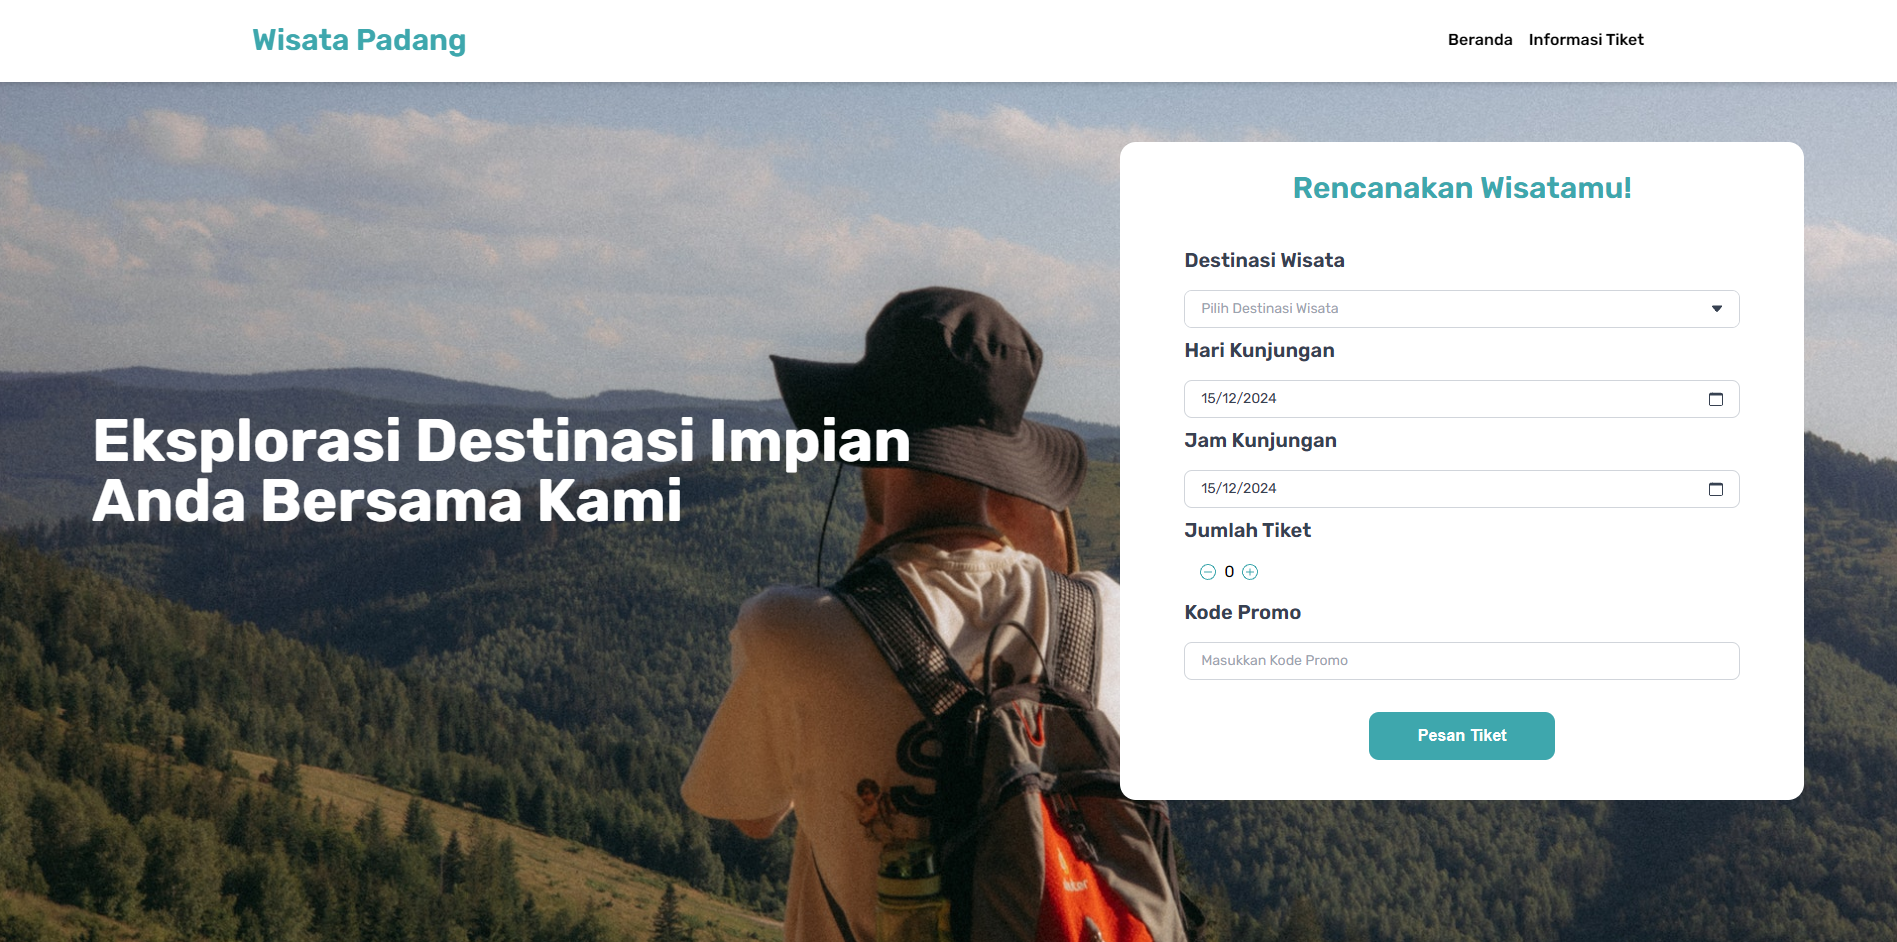 Wisata Padang
Beranda Informasi Tiket
Eksplorasi Destinasi Impian
Anda Bersama Kami
Rencanakan Wisatamu!
Destinasi Wisata
Pilih Destinasi Wisata
Hari Kunjungan
15/12/2024
Jam Kunjungan
15/12/2024
Jumlah Tiket
0
Kode Promo
Masukkan Kode Promo
Pesan Tiket